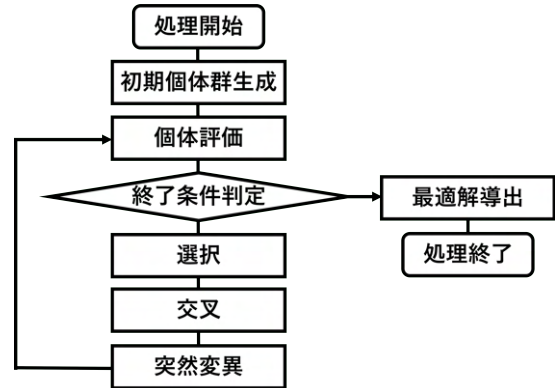 処理開始
初期個体群生成
個体評価
終了条件判定
最適解導出
選択
処理終了
交叉
突然変異